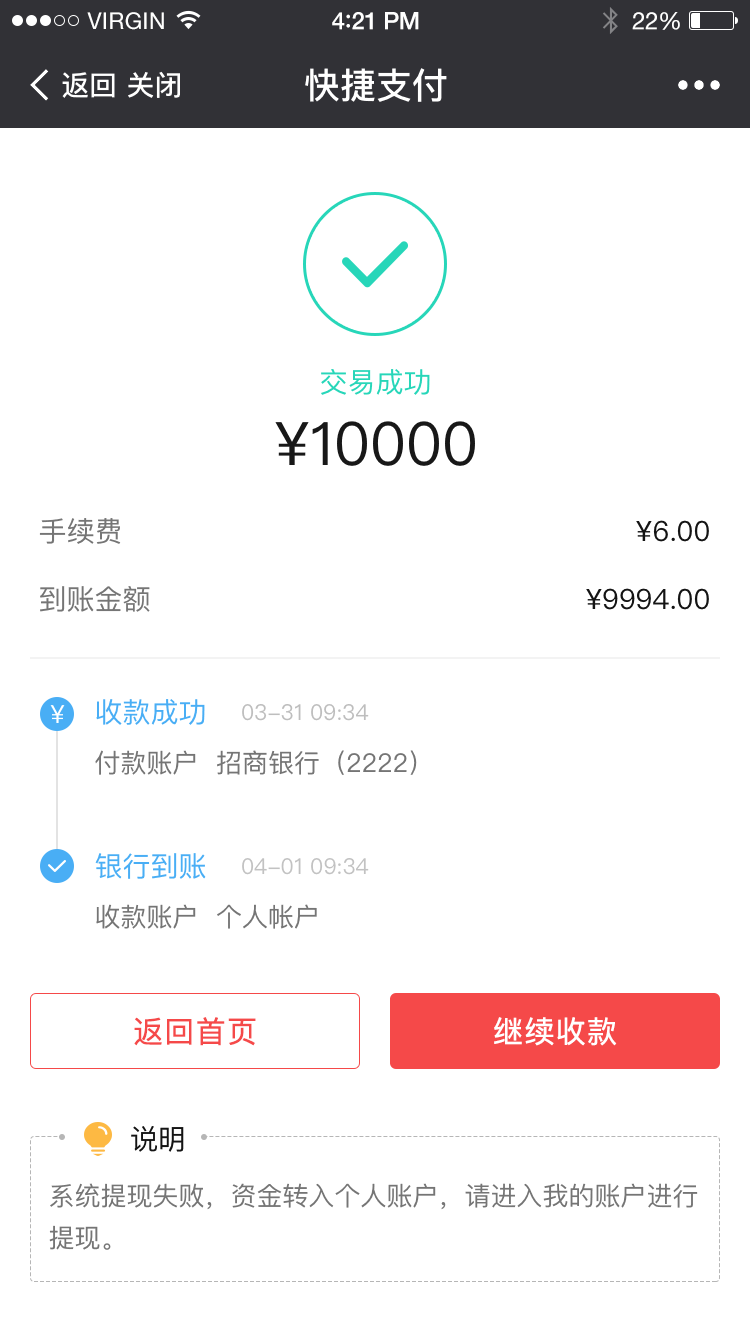 VIRGIN 4:21 PM 22%
返回 关闭 快捷支付
交易成功
¥10000
手续费 ¥6.00
到账金额 ¥9994.00
¥ 收款成功 03-31 09:34
付款账户 招商银行（2222）
银行到账 04-01 09:34
收款账户 个人帐户
返回首页 继续收款
说明
系统提现失败，资金转入个人账户，请进入我的账户进行
提现。